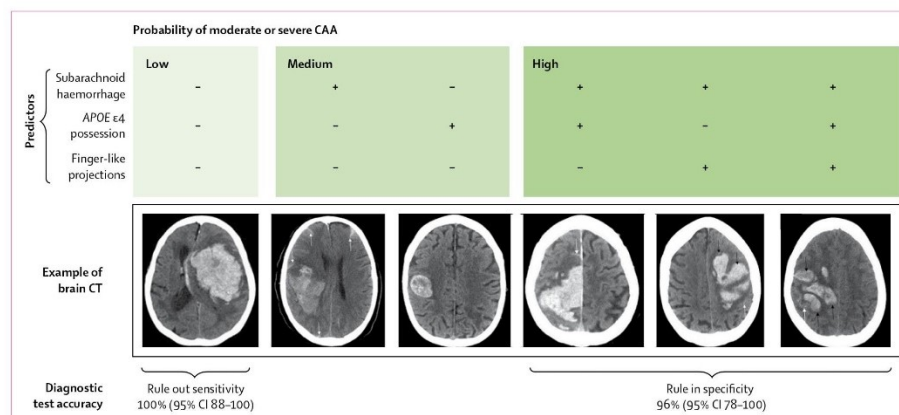 Probability of moderate or severe CAA
Low
Medium
High
Predictors
Subarachnoid
haemorrhage
– + – + + +
APOE ε4
possession
– – + + – +
Finger-like
projections
– – – – + +
Example of
brain CT
Diagnostic
test accuracy
Rule out sensitivity
100% (95% CI 88–100)
Rule in specificity
96% (95% CI 78–100)